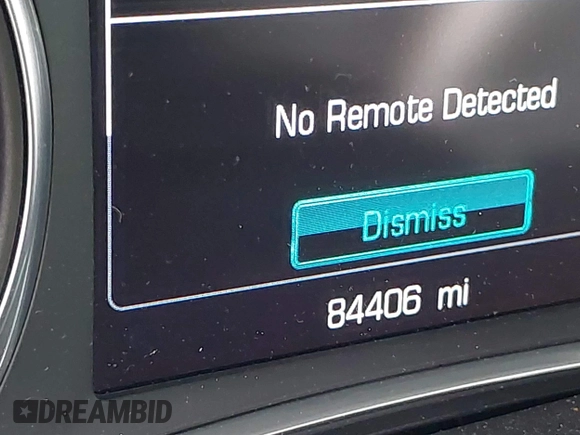 No Remote Detected
Dismiss
84406 mi
DREAMBID